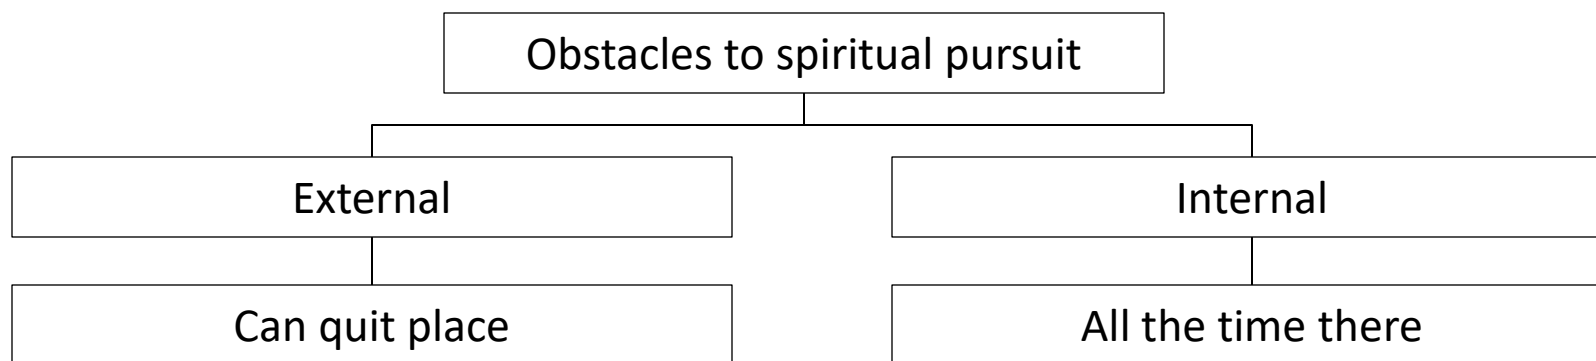 Obstacles to spiritual pursuit
External
Internal
Can quit place
All the time there